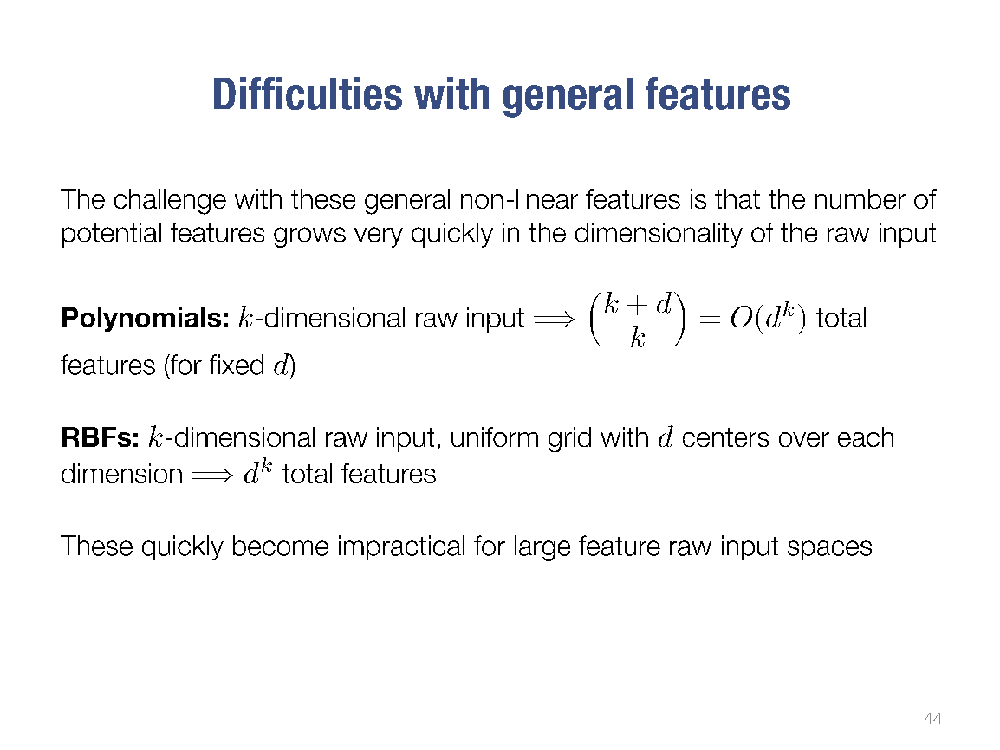 Difficulties with general features
The challenge with these general non-linear features is that the number of
potential features grows very quickly in the dimensionality of the raw input
Polynomials: $k$-dimensional raw input $\Longrightarrow \binom{k+d}{k} = O(d^k)$ total
features (for fixed $d$)
RBFs: $k$-dimensional raw input, uniform grid with $d$ centers over each
dimension $\Longrightarrow d^k$ total features
These quickly become impractical for large feature raw input spaces
44